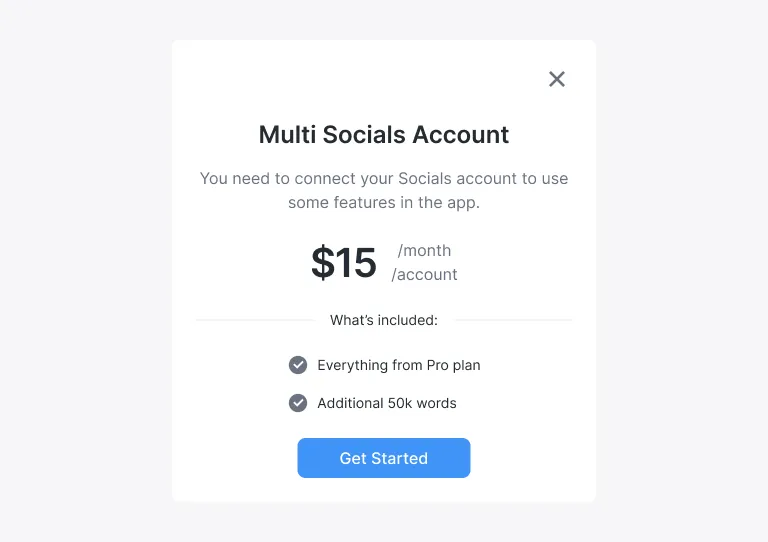 Multi Socials Account
You need to connect your Socials account to use
some features in the app.
$15 /month
/account
What’s included:
Everything from Pro plan
Additional 50k words
Get Started